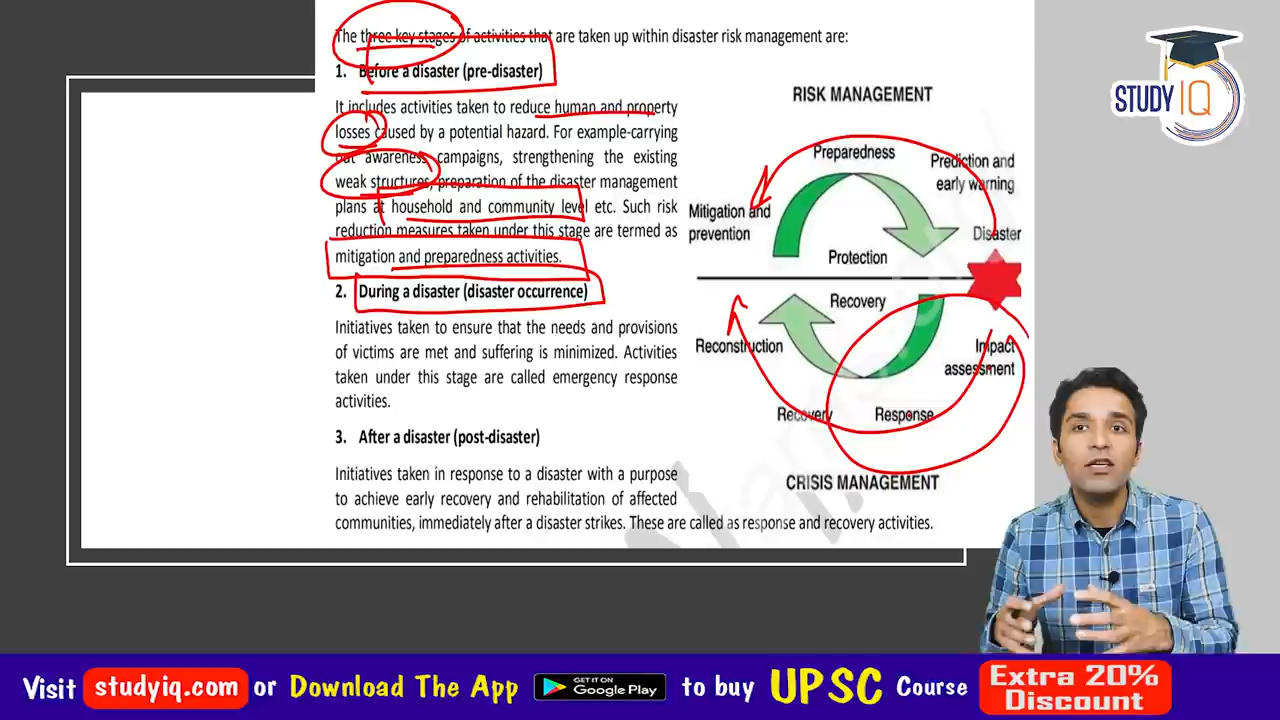 The three key stages of activities that are taken up within disaster risk management are:
1. Before a disaster (pre-disaster)
It includes activities taken to reduce human and property
losses caused by a potential hazard. For example-carrying
out awareness campaigns, strengthening the existing
weak structures, preparation of the disaster management
plans at household and community level etc. Such risk
reduction measures taken under this stage are termed as
mitigation and preparedness activities.
2. During a disaster (disaster occurrence)
Initiatives taken to ensure that the needs and provisions
of victims are met and suffering is minimized. Activities
taken under this stage are called emergency response
activities.
3. After a disaster (post-disaster)
Initiatives taken in response to a disaster with a purpose
to achieve early recovery and rehabilitation of affected
communities, immediately after a disaster strikes. These are called as response and recovery activities.
RISK MANAGEMENT
Preparedness
Prediction and
early warning
Mitigation and
prevention
Disaster
Protection
Recovery
Reconstruction
Impact
assessment
Recovery
Response
CRISIS MANAGEMENT
STUDY IQ
Visit studyiq.com or Download The App GET IT ON Google Play to buy UPSC Course Extra 20% Discount